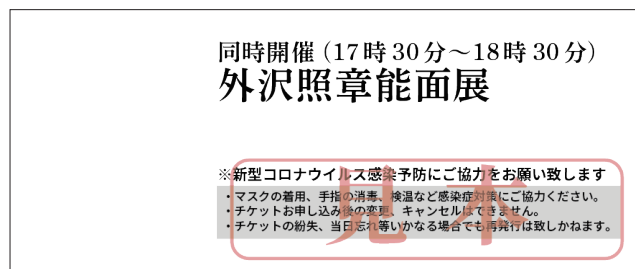 同時開催（17時30分～18時30分）
外沢照章能面展
※新型コロナウイルス感染予防にご協力をお願い致します
・マスクの着用、手指の消毒、検温など感染症対策にご協力ください。
・チケットお申し込み後の変更、キャンセルはできません。
・チケットの紛失、当日忘れ等いかなる場合でも再発行は致しかねます。
見本